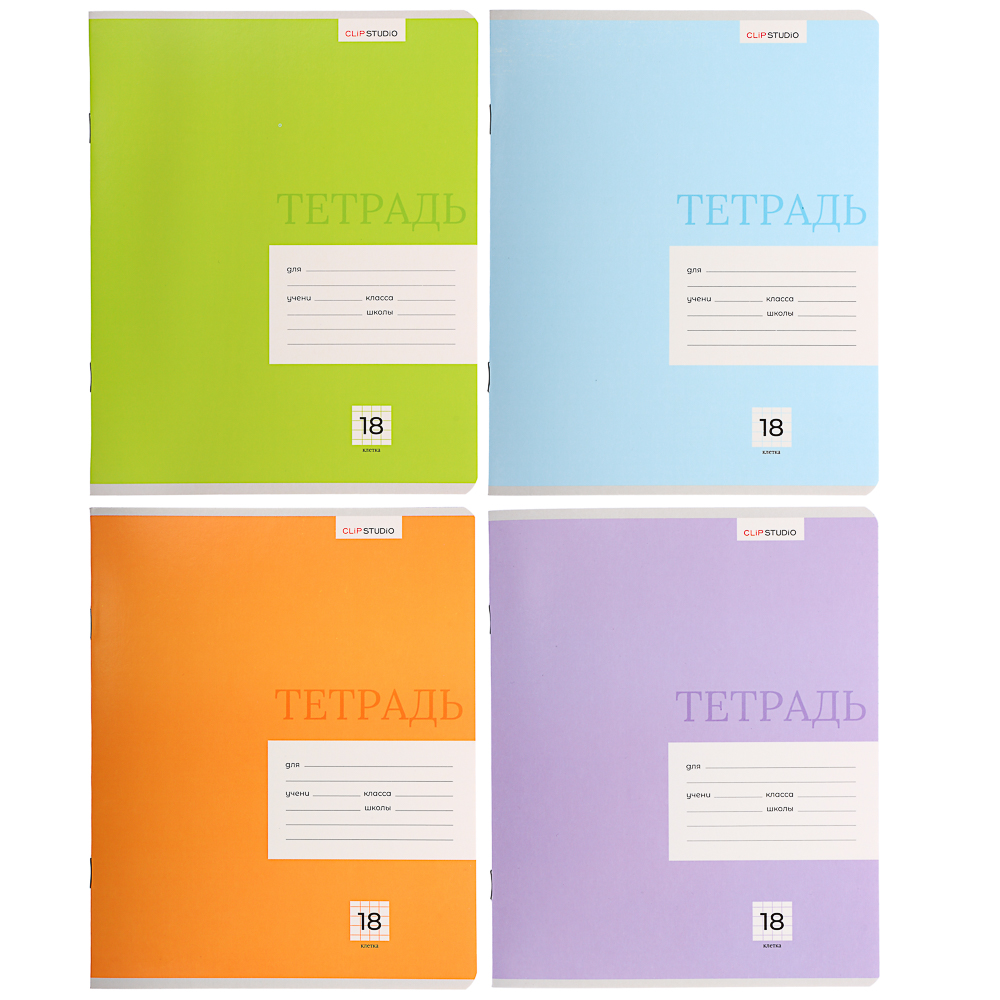 CLiP STUDiO
ТЕТРАДЬ
для
учени класса
школы
18
клетка
CLiP STUDiO
ТЕТРАДЬ
для
учени класса
школы
18
клетка
CLiP STUDiO
ТЕТРАДЬ
для
учени класса
школы
18
клетка
CLiP STUDiO
ТЕТРАДЬ
для
учени класса
школы
18
клетка